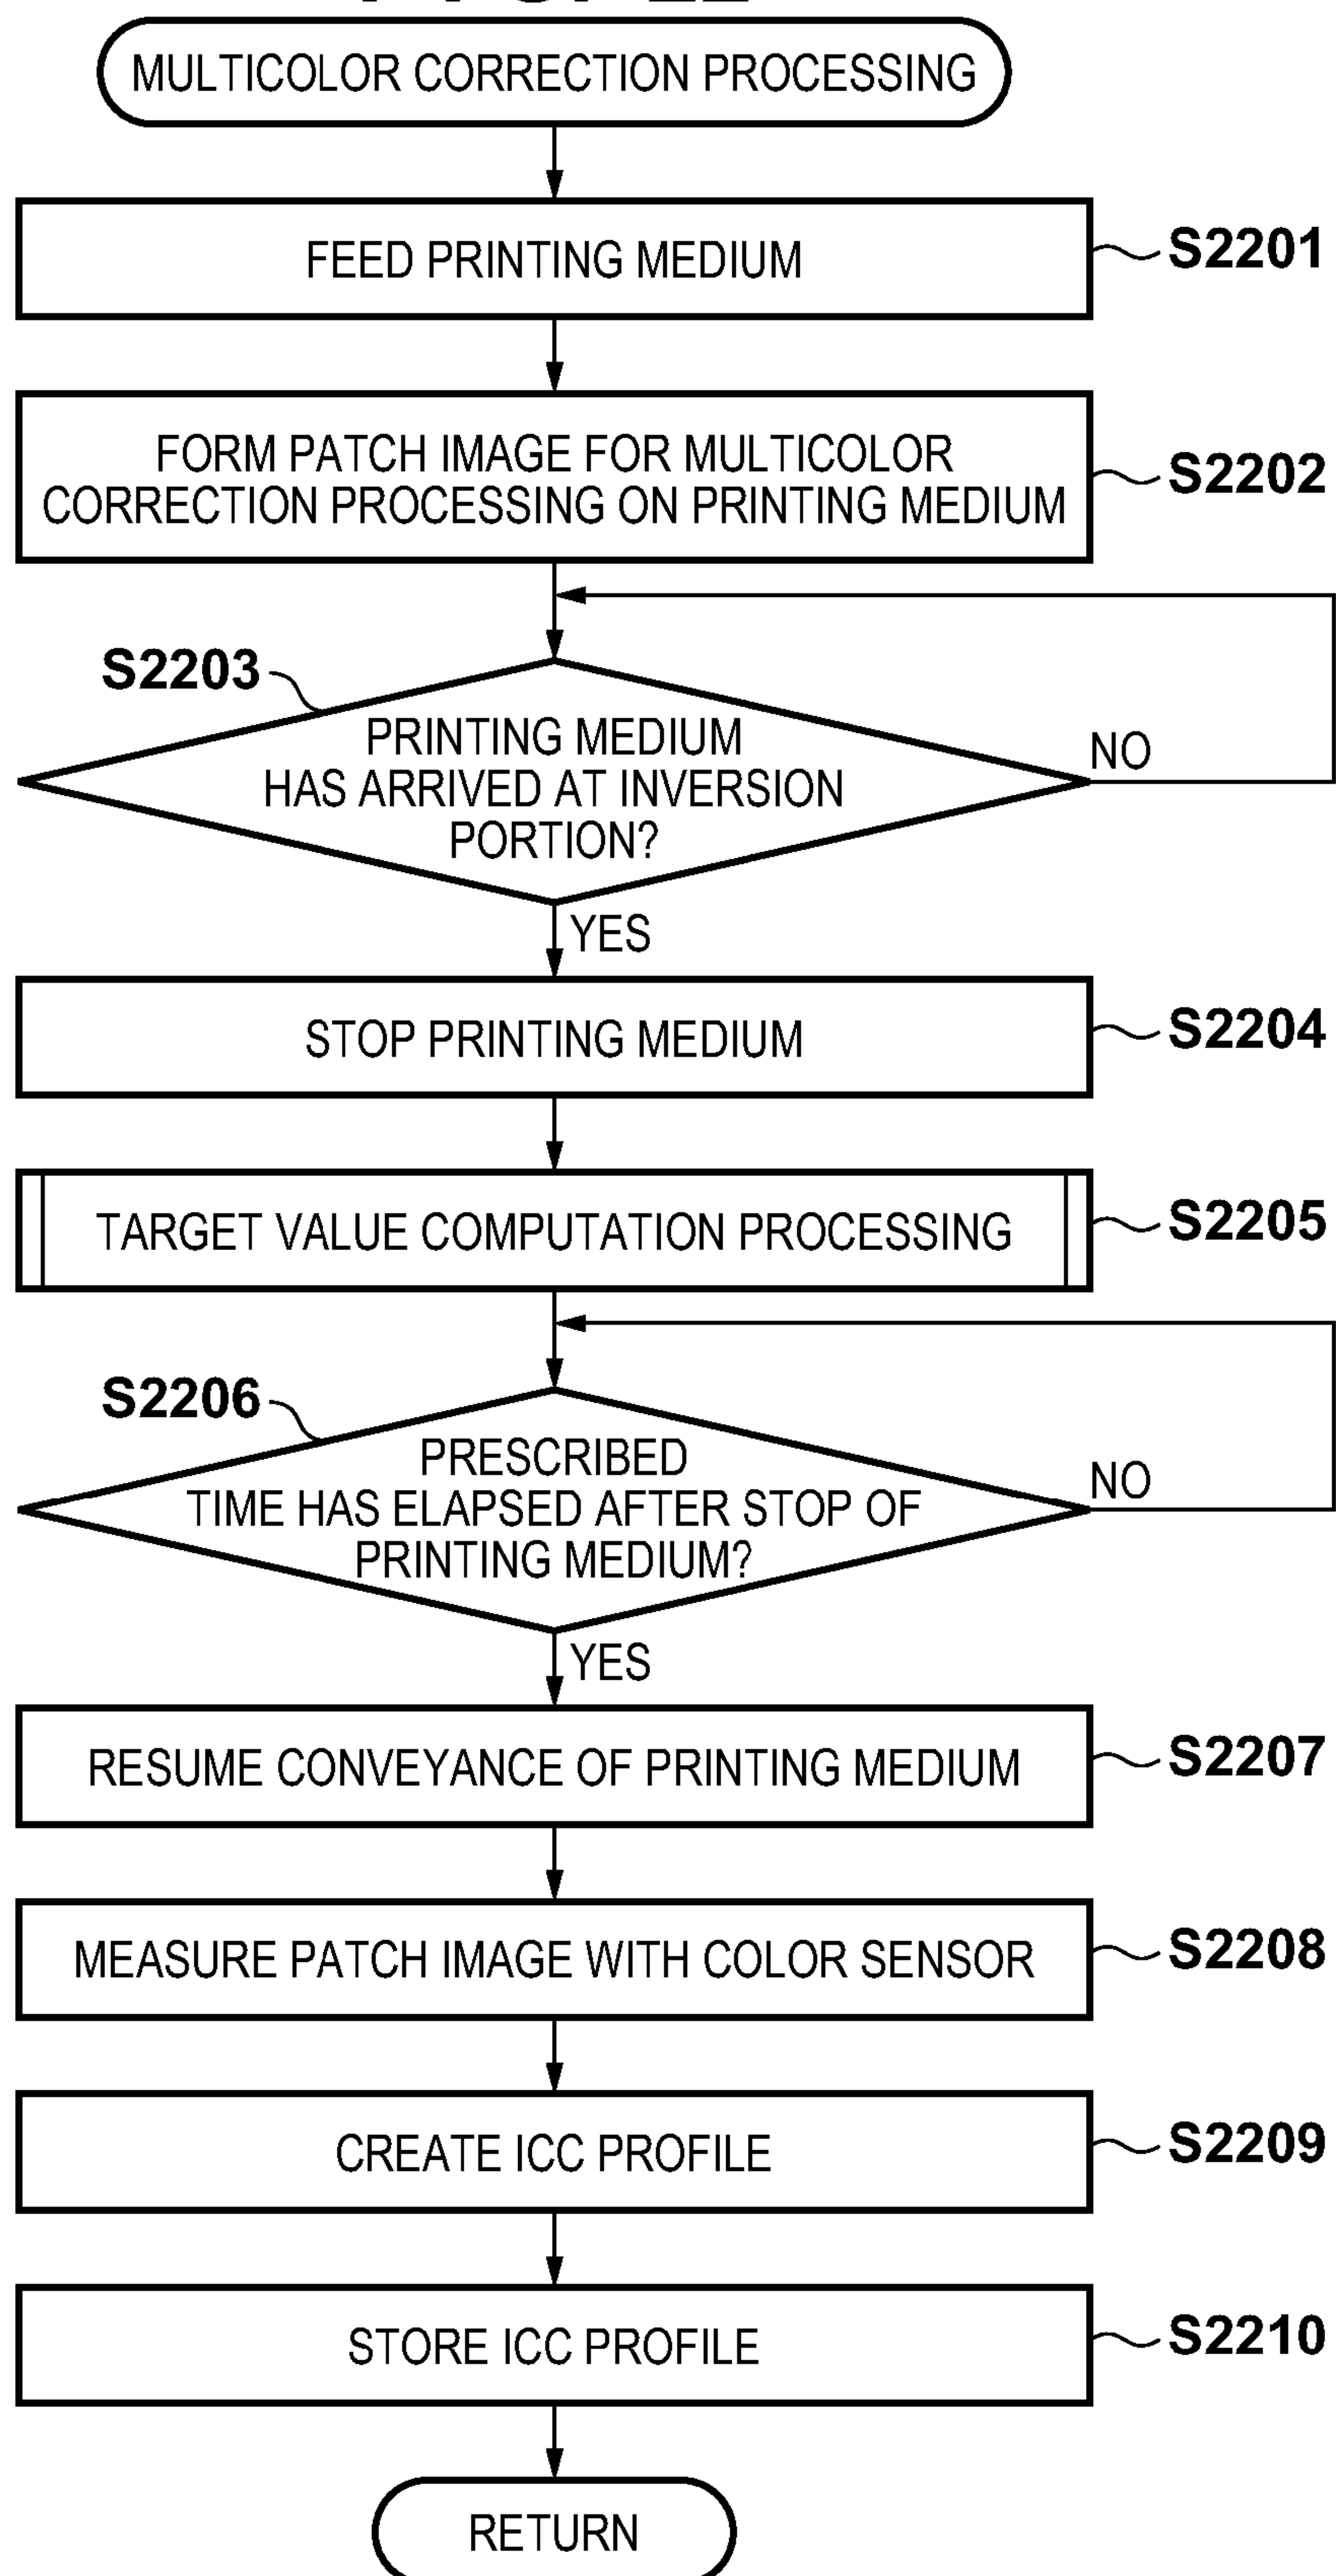 MULTICOLOR CORRECTION PROCESSING
FEED PRINTING MEDIUM
S2201
FORM PATCH IMAGE FOR MULTICOLOR
CORRECTION PROCESSING ON PRINTING MEDIUM
S2202
S2203
PRINTING MEDIUM
HAS ARRIVED AT INVERSION
PORTION?
NO
YES
STOP PRINTING MEDIUM
S2204
TARGET VALUE COMPUTATION PROCESSING
S2205
S2206
PRESCRIBED
TIME HAS ELAPSED AFTER STOP OF
PRINTING MEDIUM?
NO
YES
RESUME CONVEYANCE OF PRINTING MEDIUM
S2207
MEASURE PATCH IMAGE WITH COLOR SENSOR
S2208
CREATE ICC PROFILE
S2209
STORE ICC PROFILE
S2210
RETURN